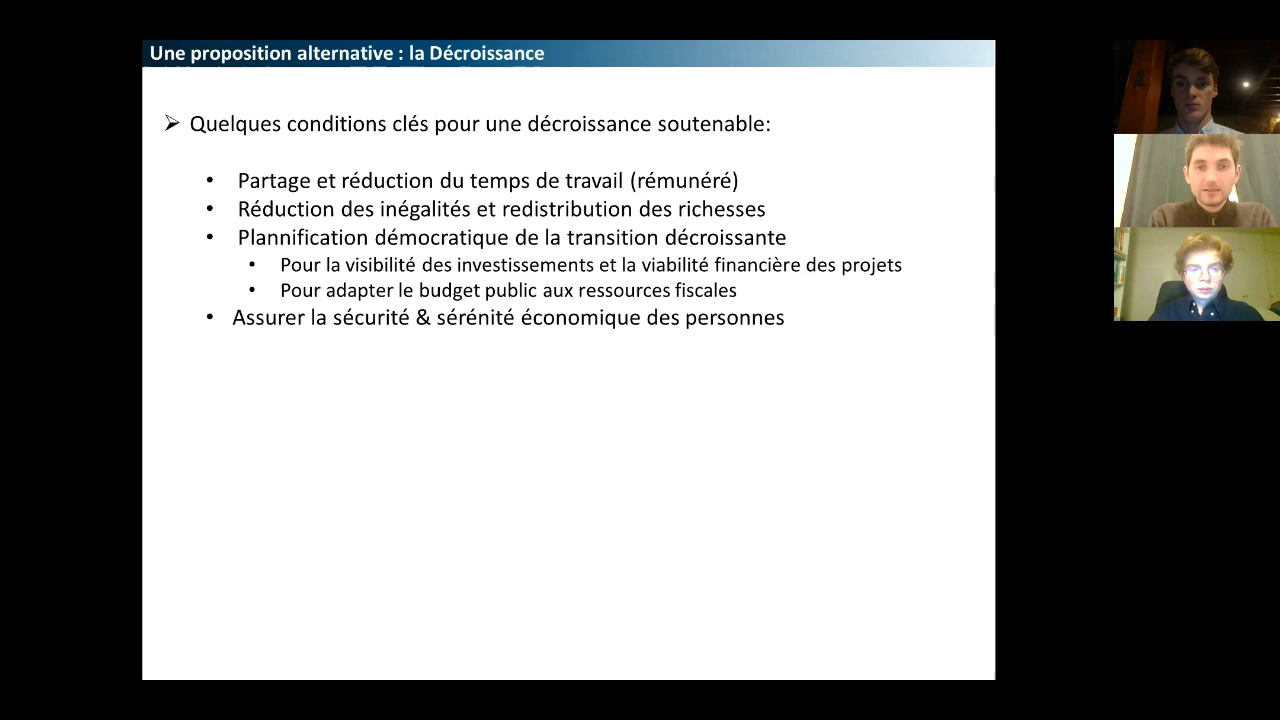 Une proposition alternative : la Décroissance
➢ Quelques conditions clés pour une décroissance soutenable:
• Partage et réduction du temps de travail (rémunéré)
• Réduction des inégalités et redistribution des richesses
• Plannification démocratique de la transition décroissante
• Pour la visibilité des investissements et la viabilité financière des projets
• Pour adapter le budget public aux ressources fiscales
• Assurer la sécurité & sérénité économique des personnes